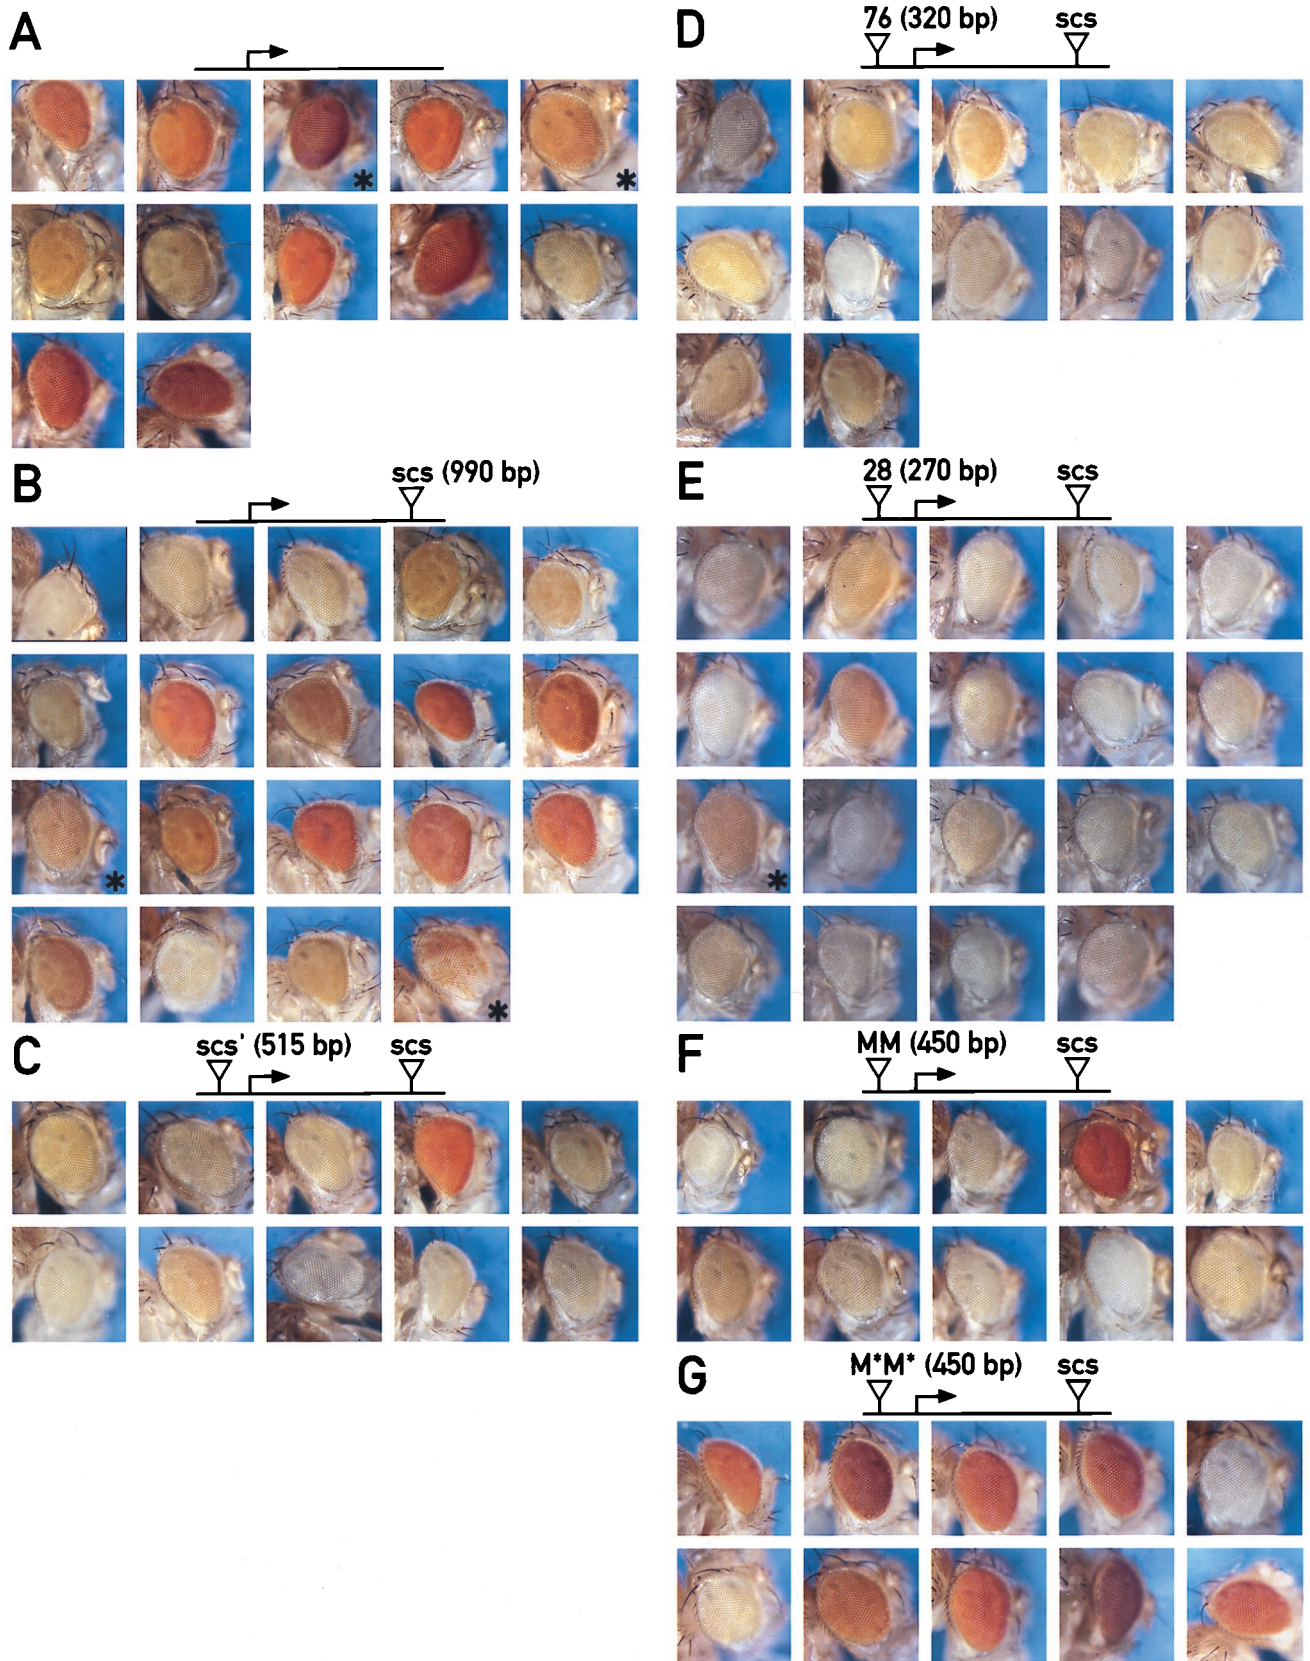 A
*
*
B
scs (990 bp)
*
*
C
scs' (515 bp) scs
D
76 (320 bp) scs
E
28 (270 bp) scs
*
F
MM (450 bp) scs
G
M*M* (450 bp) scs